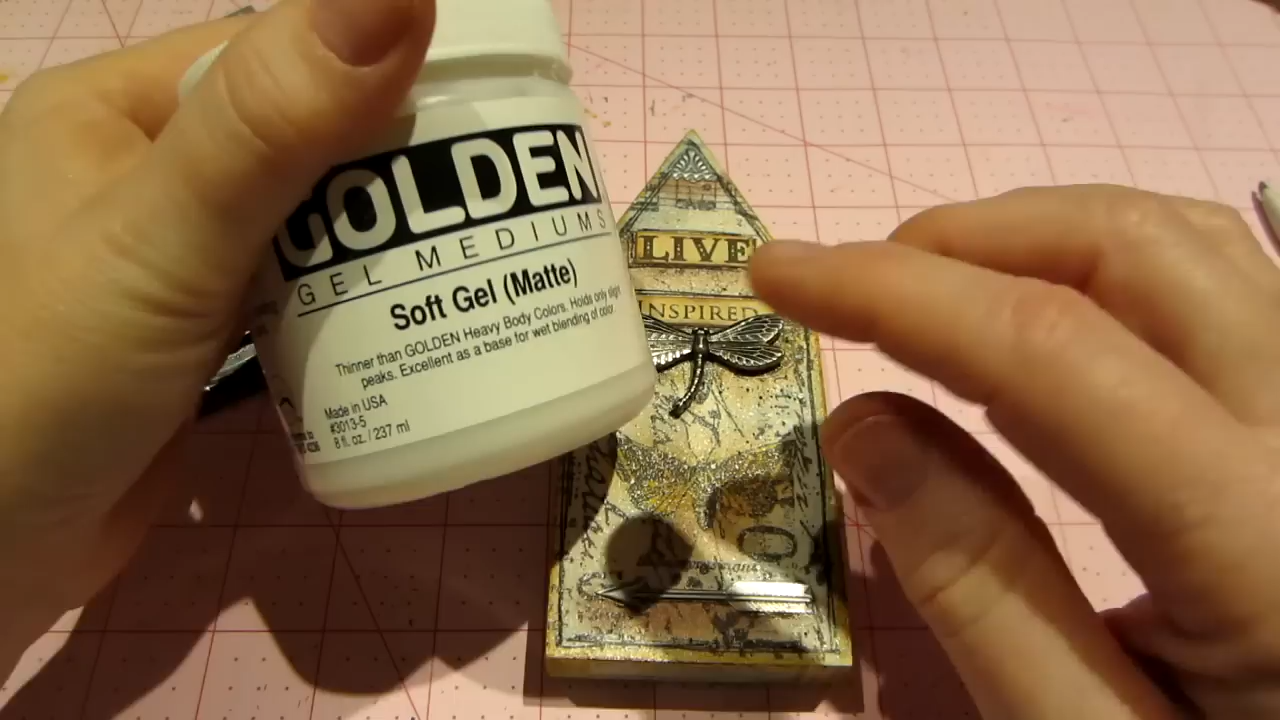 GOLDEN
GEL MEDIUMS
Soft Gel (Matte)
Thinner than GOLDEN Heavy Body Colors. Holds only slight
peaks. Excellent as a base for wet blending of color.
Made in USA
#3013-5
8 fl. oz. / 237 ml
LIVE
INSPIRED